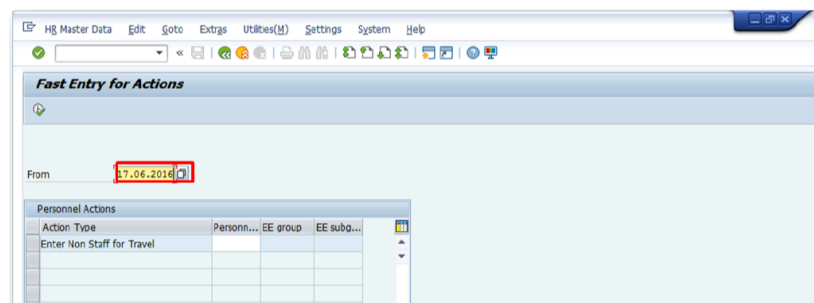 HR Master Data Edit Goto Extras Utilities(M) Settings System Help
Fast Entry for Actions
From 17.06.2016
Personnel Actions
Action Type Personn... EE group EE subg...
Enter Non Staff for Travel